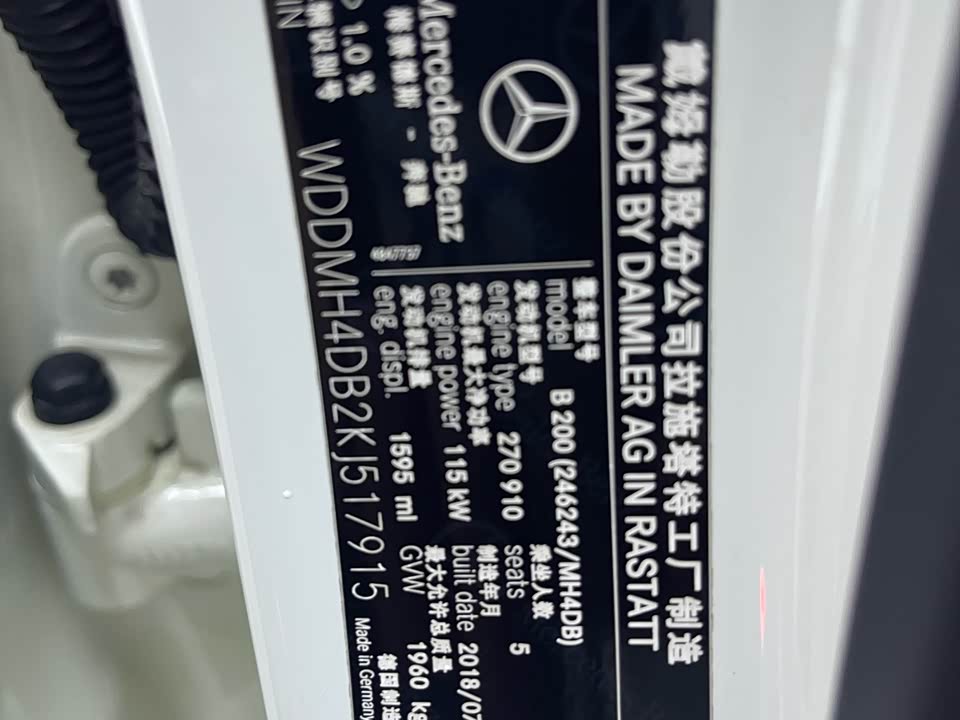 戴姆勒股份公司拉施塔特工厂制造
MADE BY DAIMLER AG IN RASTATT
Mercedes-Benz
梅赛德斯 - 奔驰
整车型号
model B 200 (246243/MH4DB)
发动机型号 乘坐人数
engine type 270 910 seats 5
发动机最大净功率 制造年月
engine power 115 kW built date 2018/07
发动机排量 最大允许总质量
eng. displ. 1595 ml GVW 1960 kg
> 1.0 %
识别号 德国制造
WDDMH4DB2KJ517915 Made in Germany